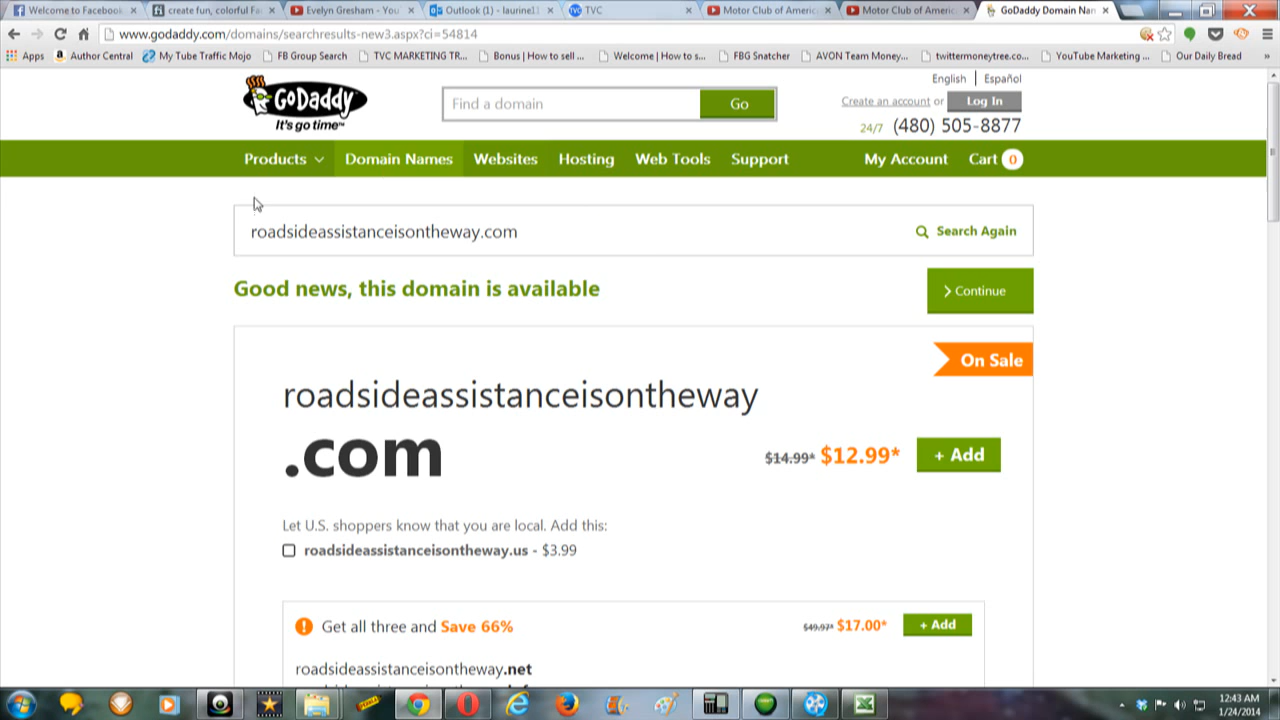 Welcome to Facebook
create fun, colorful Fa
Evelyn Gresham - You
Outlook (1) - laurine1
TVC
Motor Club of Americ
Motor Club of Americ
GoDaddy Domain Nan
www.godaddy.com/domains/searchresults-new3.aspx?ci=54814
Apps
Author Central
My Tube Traffic Mojo
FB Group Search
TVC MARKETING TR...
Bonus | How to sell ...
Welcome | How to s...
FBG Snatcher
AVON Team Money...
twittermoneytree.co...
YouTube Marketing ...
Our Daily Bread
»
English | Español
GoDaddy
It's go time™
Find a domain
Go
Create an account or Log In
24/7 (480) 505-8877
Products
Domain Names
Websites
Hosting
Web Tools
Support
My Account
Cart 0
roadsideassistanceisontheway.com
Search Again
Good news, this domain is available
Continue
On Sale
roadsideassistanceisontheway
.com
$14.99* $12.99*
+ Add
Let U.S. shoppers know that you are local. Add this:
roadsideassistanceisontheway.us - $3.99
Get all three and Save 66%
$49.97* $17.00*
+ Add
roadsideassistanceisontheway.net
12:43 AM
1/24/2014